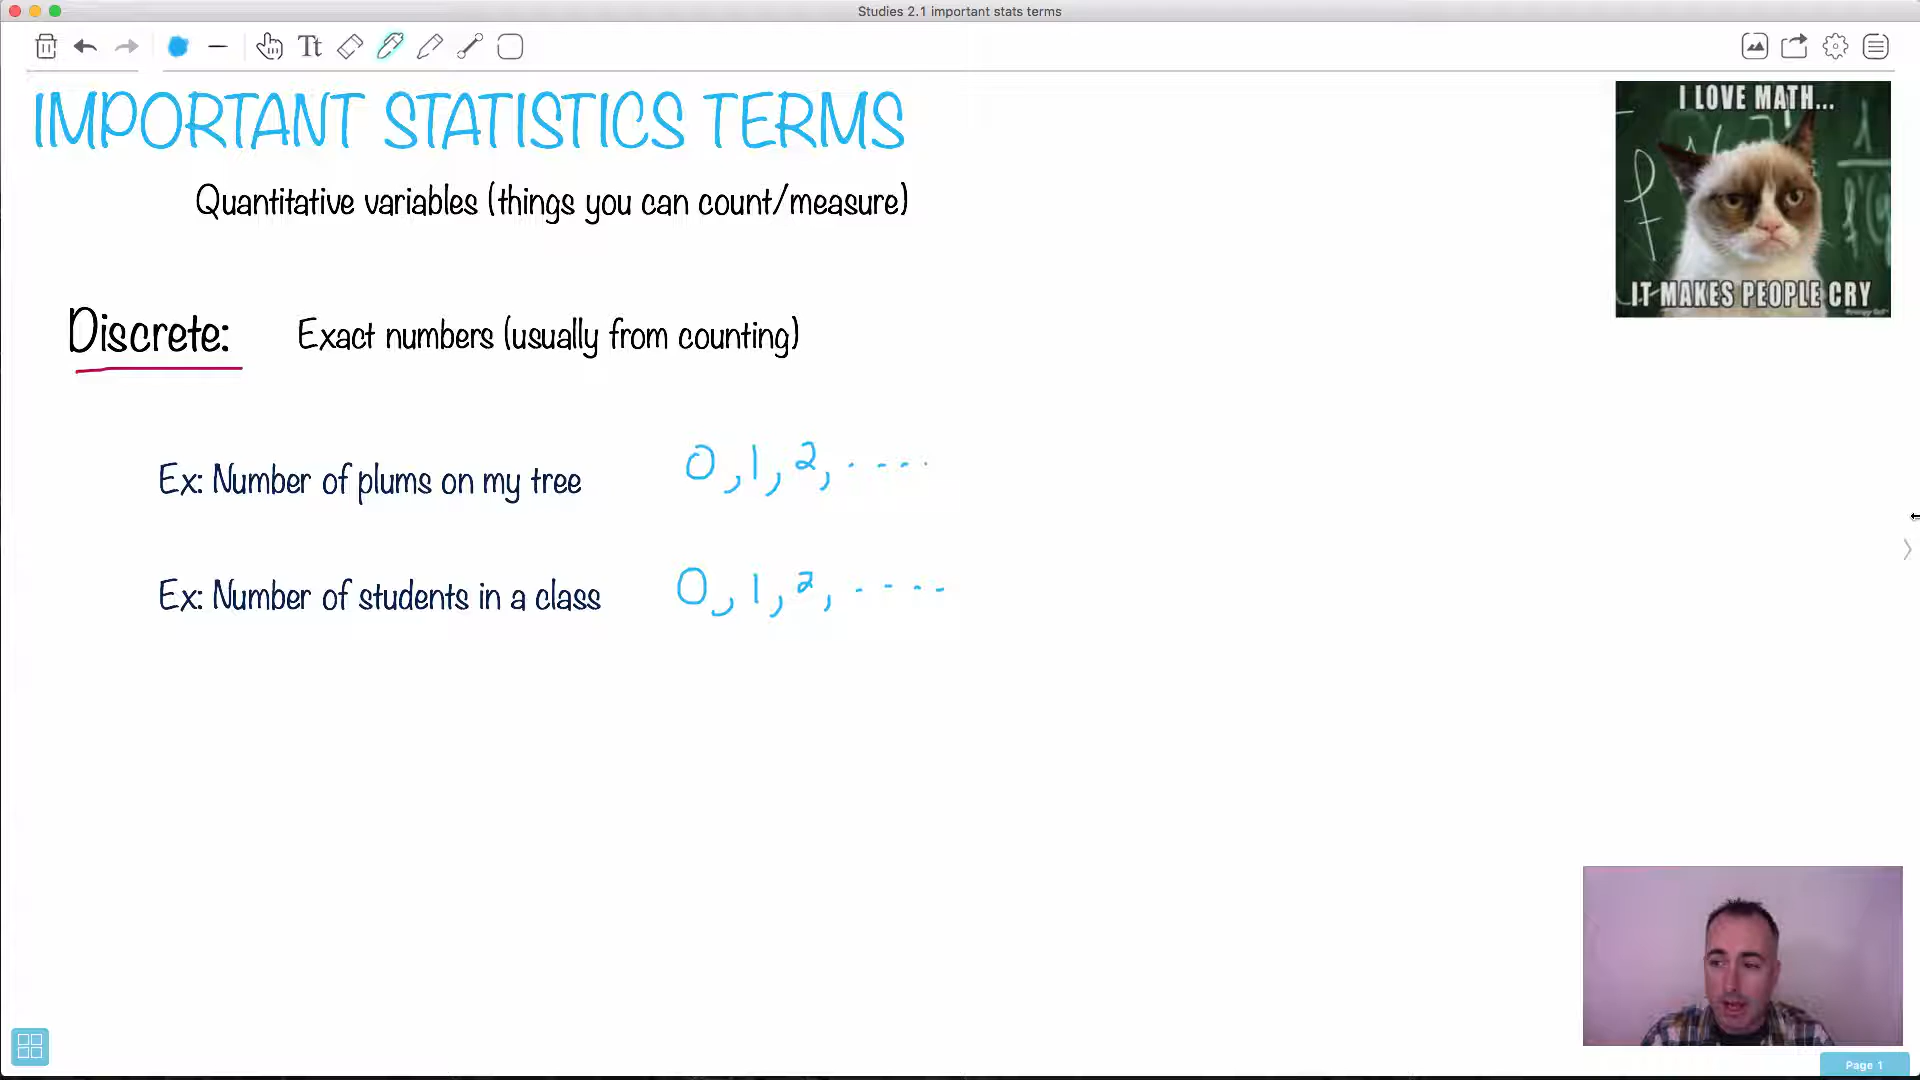 Studies 2.1 important stats terms
Tt
IMPORTANT STATISTICS TERMS
I LOVE MATH...
IT MAKES PEOPLE CRY
Quantitative variables (things you can count/measure)
Discrete: Exact numbers (usually from counting)
Ex: Number of plums on my tree 0, 1, 2, ....
Ex: Number of students in a class 0, 1, 2, ....
Page 1